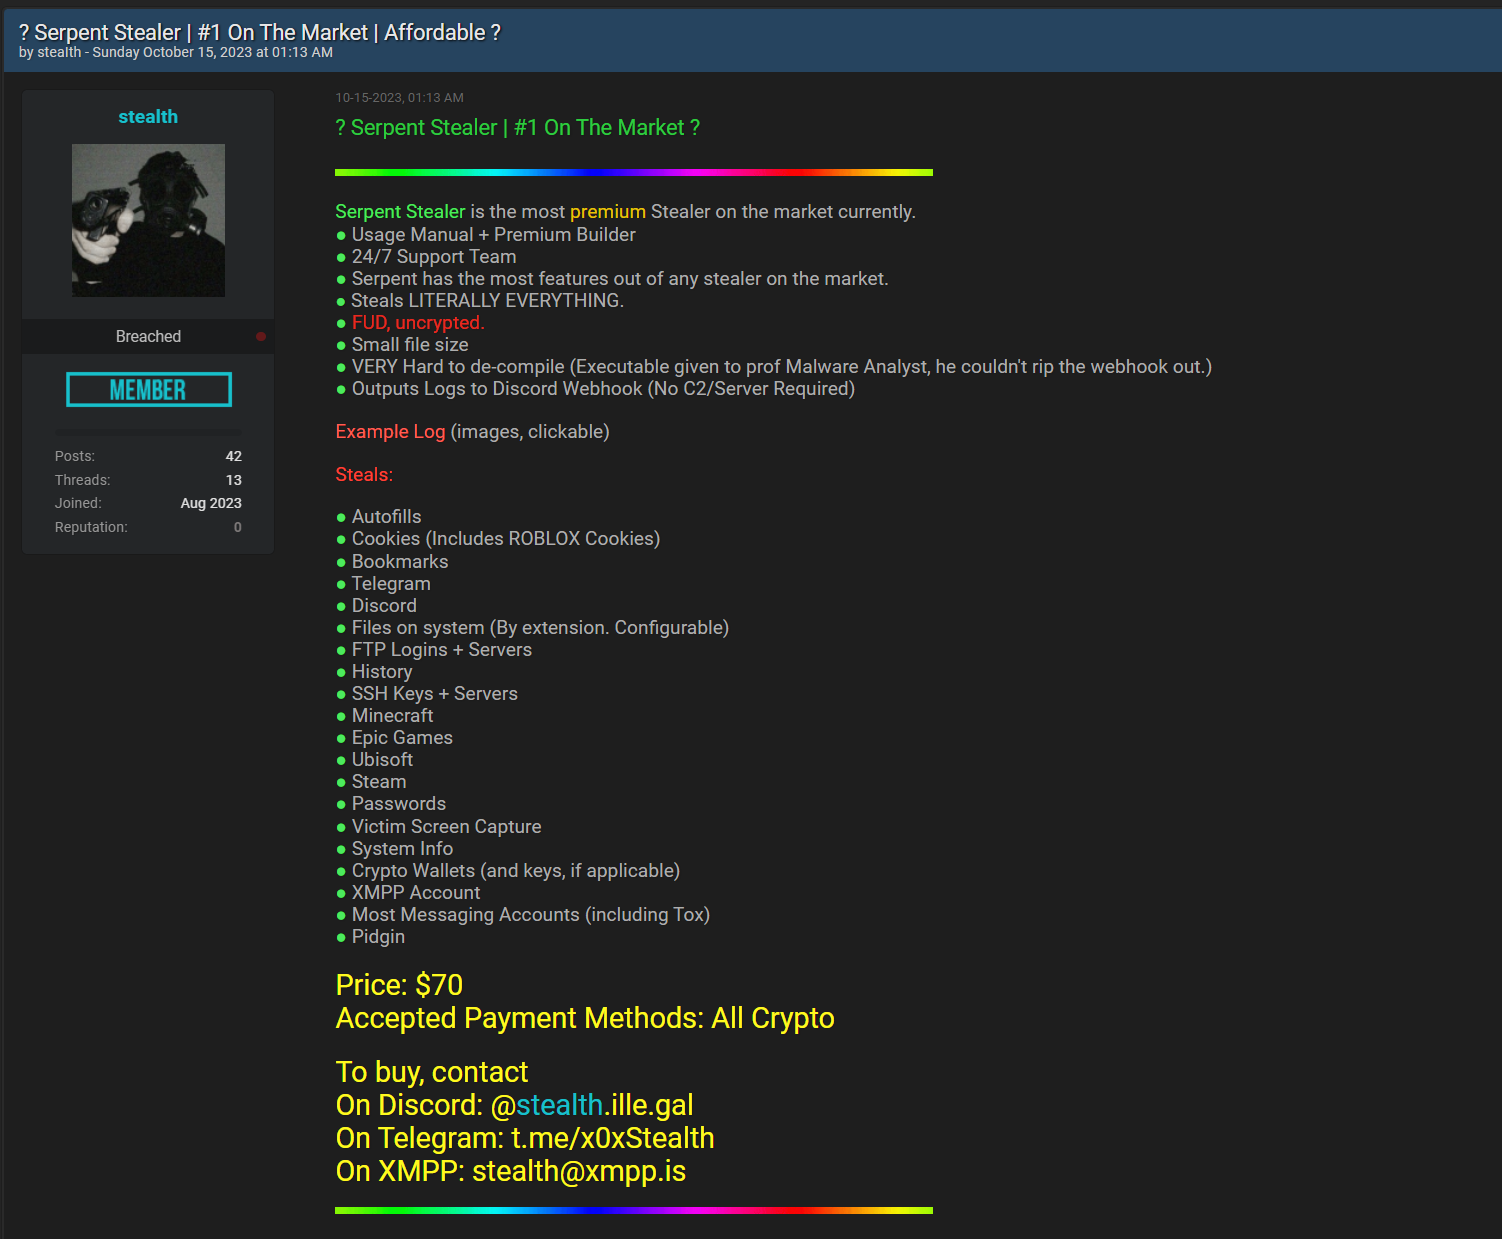 ? Serpent Stealer | #1 On The Market | Affordable ?
by stealth - Sunday October 15, 2023 at 01:13 AM
stealth
Breached
MEMBER
Posts: 42
Threads: 13
Joined: Aug 2023
Reputation: 0
10-15-2023, 01:13 AM
? Serpent Stealer | #1 On The Market ?
Serpent Stealer is the most premium Stealer on the market currently.
● Usage Manual + Premium Builder
● 24/7 Support Team
● Serpent has the most features out of any stealer on the market.
● Steals LITERALLY EVERYTHING.
● FUD, uncrypted.
● Small file size
● VERY Hard to de-compile (Executable given to prof Malware Analyst, he couldn't rip the webhook out.)
● Outputs Logs to Discord Webhook (No C2/Server Required)
Example Log (images, clickable)
Steals:
● Autofills
● Cookies (Includes ROBLOX Cookies)
● Bookmarks
● Telegram
● Discord
● Files on system (By extension. Configurable)
● FTP Logins + Servers
● History
● SSH Keys + Servers
● Minecraft
● Epic Games
● Ubisoft
● Steam
● Passwords
● Victim Screen Capture
● System Info
● Crypto Wallets (and keys, if applicable)
● XMPP Account
● Most Messaging Accounts (including Tox)
● Pidgin
Price: $70
Accepted Payment Methods: All Crypto
To buy, contact
On Discord: @stealth.ille.gal
On Telegram: t.me/x0xStealth
On XMPP: stealth@xmpp.is